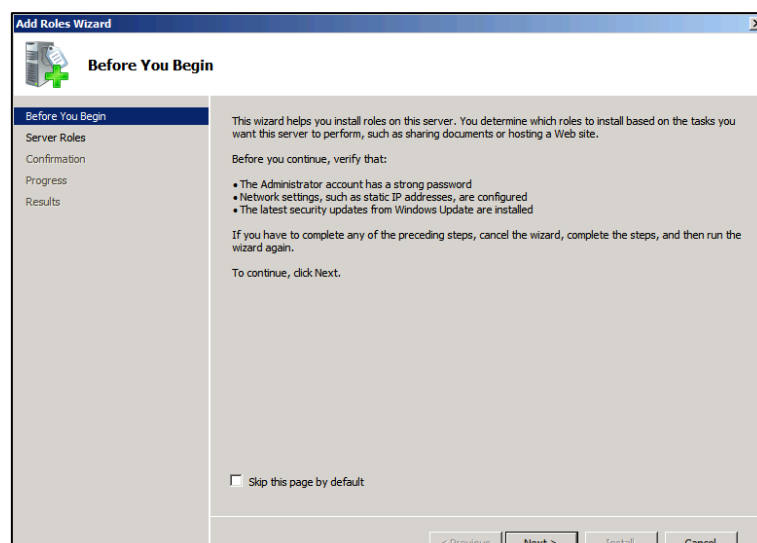 Add Roles Wizard
Before You Begin
Before You Begin
Server Roles
Confirmation
Progress
Results
This wizard helps you install roles on this server. You determine which roles to install based on the tasks you
want this server to perform, such as sharing documents or hosting a Web site.
Before you continue, verify that:
• The Administrator account has a strong password
• Network settings, such as static IP addresses, are configured
• The latest security updates from Windows Update are installed
If you have to complete any of the preceding steps, cancel the wizard, complete the steps, and then run the
wizard again.
To continue, click Next.
Skip this page by default
< Previous Next > Install Cancel